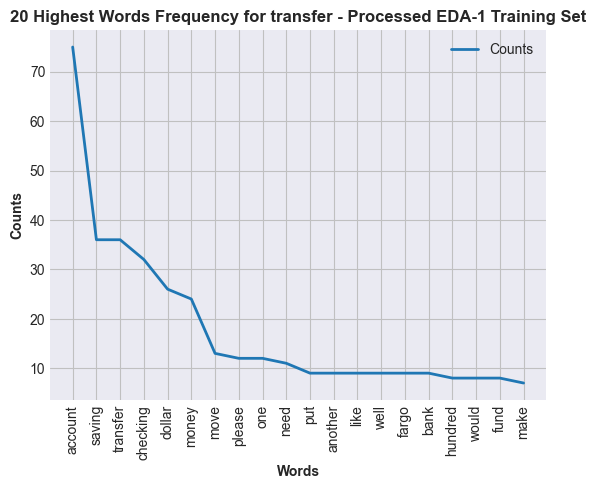 20 Highest Words Frequency for transfer - Processed EDA-1 Training Set
Counts
70
60
50
40
30
20
10
Counts
account
saving
transfer
checking
dollar
money
move
please
one
need
put
another
like
well
fargo
bank
hundred
would
fund
make
Words